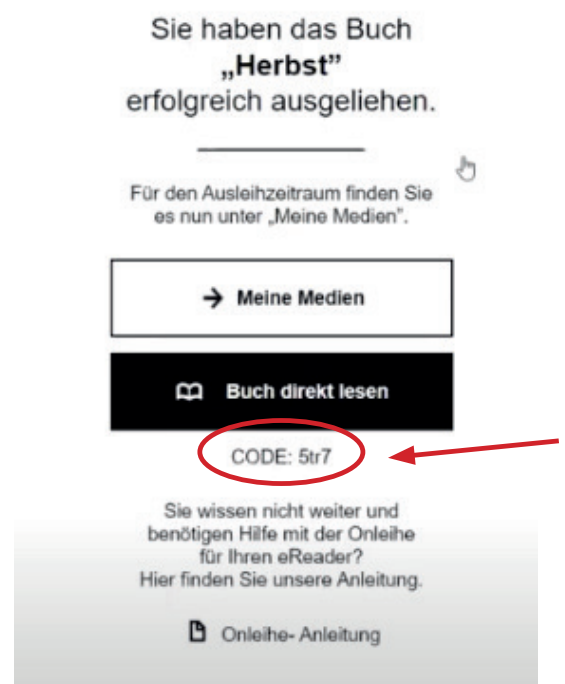 Sie haben das Buch
„Herbst”
erfolgreich ausgeliehen.
Für den Ausleihzeitraum finden Sie
es nun unter „Meine Medien”.
→ Meine Medien
Buch direkt lesen
CODE: 5tr7
Sie wissen nicht weiter und
benötigen Hilfe mit der Onleihe
für Ihren eReader?
Hier finden Sie unsere Anleitung.
Onleihe- Anleitung